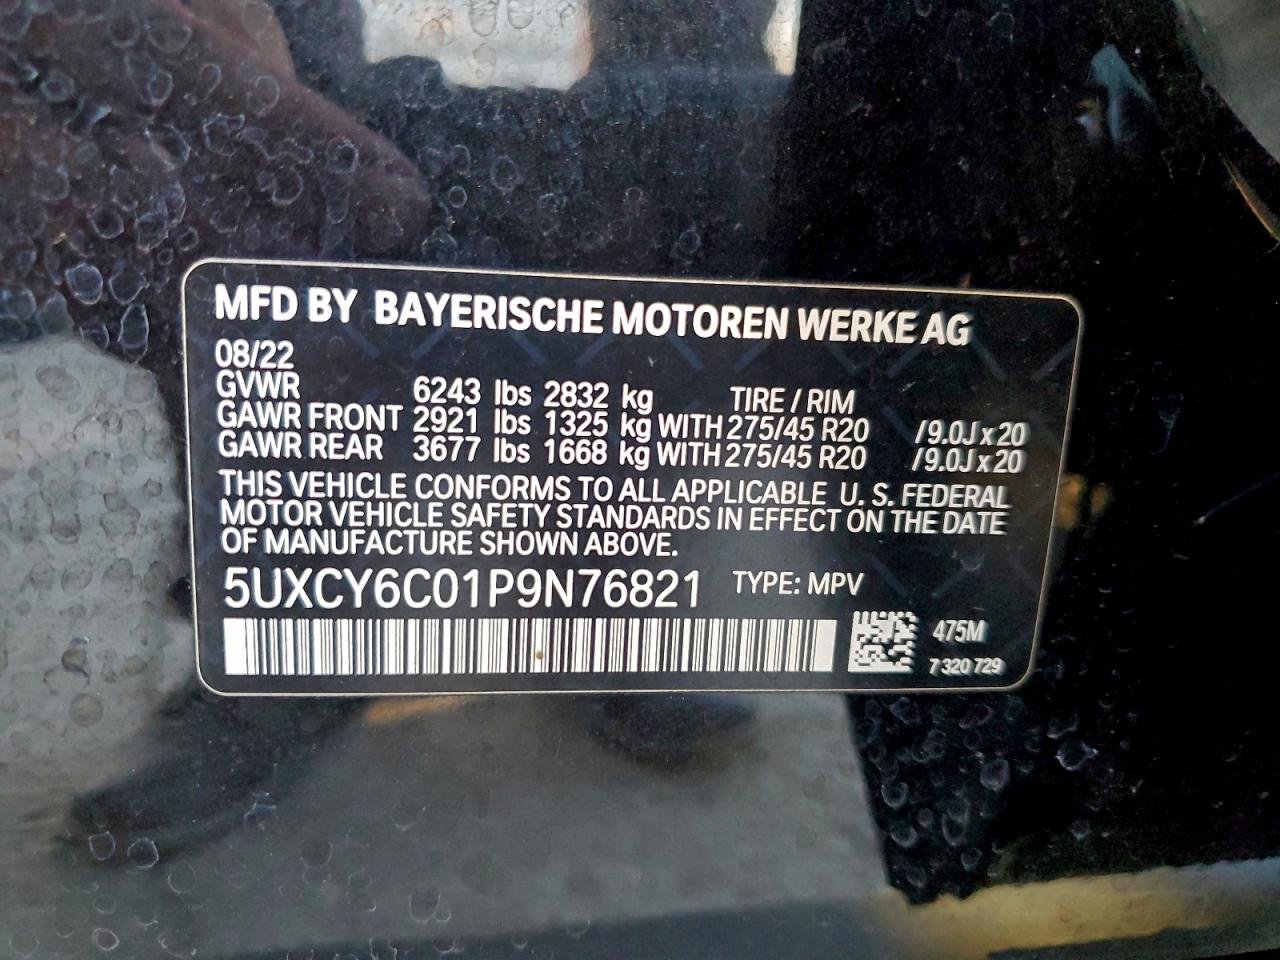 MFD BY BAYERISCHE MOTOREN WERKE AG
08/22
GVWR 6243 lbs 2832 kg TIRE / RIM
GAWR FRONT 2921 lbs 1325 kg WITH 275/45 R20 /9.0J x 20
GAWR REAR 3677 lbs 1668 kg WITH 275/45 R20 /9.0J x 20
THIS VEHICLE CONFORMS TO ALL APPLICABLE U. S. FEDERAL
MOTOR VEHICLE SAFETY STANDARDS IN EFFECT ON THE DATE
OF MANUFACTURE SHOWN ABOVE.
5UXCY6C01P9N76821 TYPE: MPV
475M
7 320 729